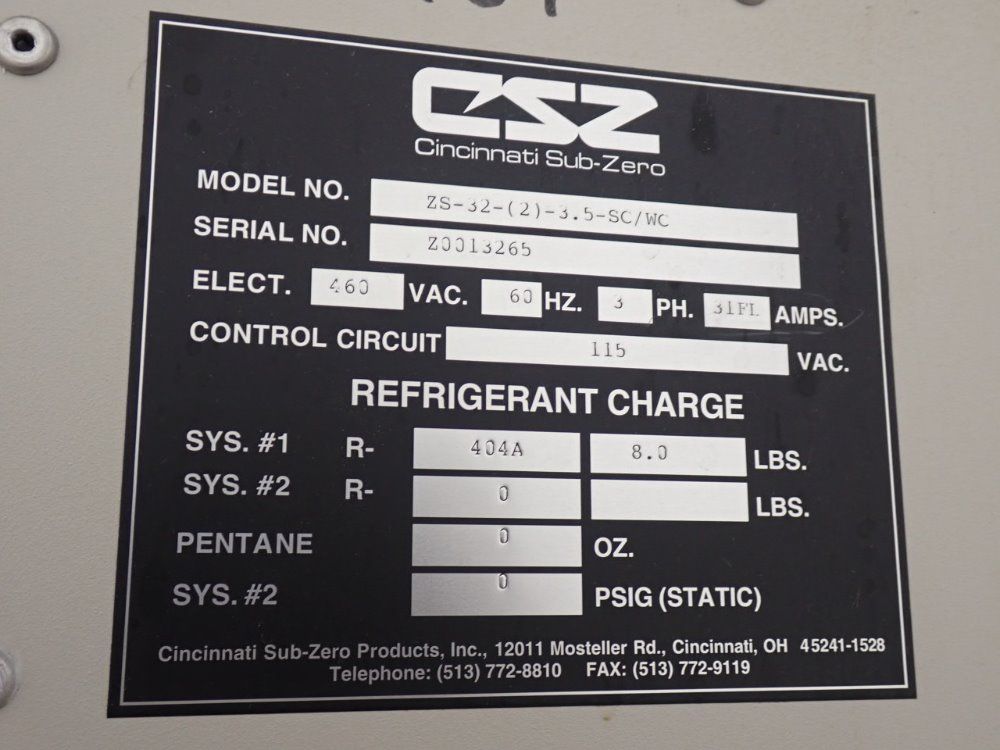 CSZ
Cincinnati Sub-Zero
MODEL NO. ZS-32-(2)-3.5-SC/WC
SERIAL NO. Z0013265
ELECT. 460 VAC. 60 HZ. 3 PH. 31FL AMPS.
CONTROL CIRCUIT 115 VAC.
REFRIGERANT CHARGE
SYS. #1 R- 404A 8.0 LBS.
SYS. #2 R- 0 LBS.
PENTANE 0 OZ.
SYS. #2 0 PSIG (STATIC)
Cincinnati Sub-Zero Products, Inc., 12011 Mosteller Rd., Cincinnati, OH 45241-1528
Telephone: (513) 772-8810 FAX: (513) 772-9119